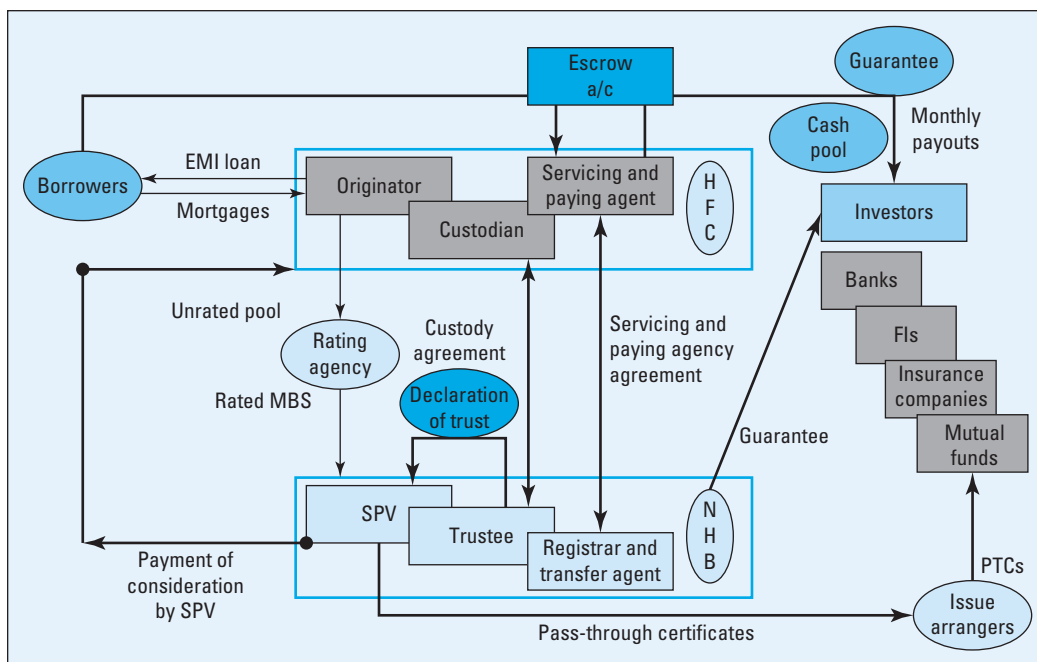 Escrow
a/c
Guarantee
Cash
pool
Monthly
payouts
Borrowers
EMI loan
Mortgages
Originator
Custodian
Servicing and
paying agent
H
F
C
Investors
Banks
FIs
Insurance
companies
Mutual
funds
Unrated pool
Rating
agency
Rated MBS
Custody
agreement
Declaration
of trust
Servicing and
paying agency
agreement
Guarantee
SPV
Trustee
Registrar and
transfer agent
N
H
B
Payment of
consideration
by SPV
Pass-through certificates
PTCs
Issue
arrangers